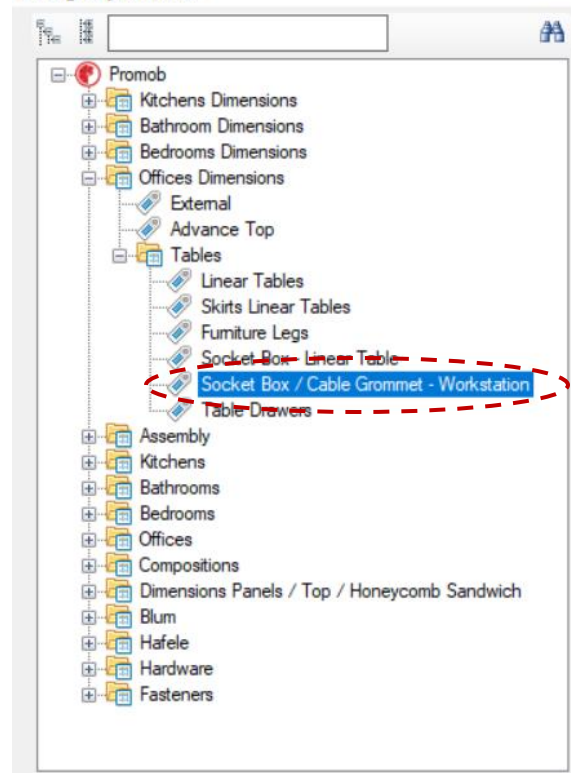 Promob
Kitchens Dimensions
Bathroom Dimensions
Bedrooms Dimensions
Offices Dimensions
External
Advance Top
Tables
Linear Tables
Skirts Linear Tables
Furniture Legs
Socket Box - Linear Table
Socket Box / Cable Grommet - Workstation
Table Drawers
Assembly
Kitchens
Bathrooms
Bedrooms
Offices
Compositions
Dimensions Panels / Top / Honeycomb Sandwich
Blum
Hafele
Hardware
Fasteners